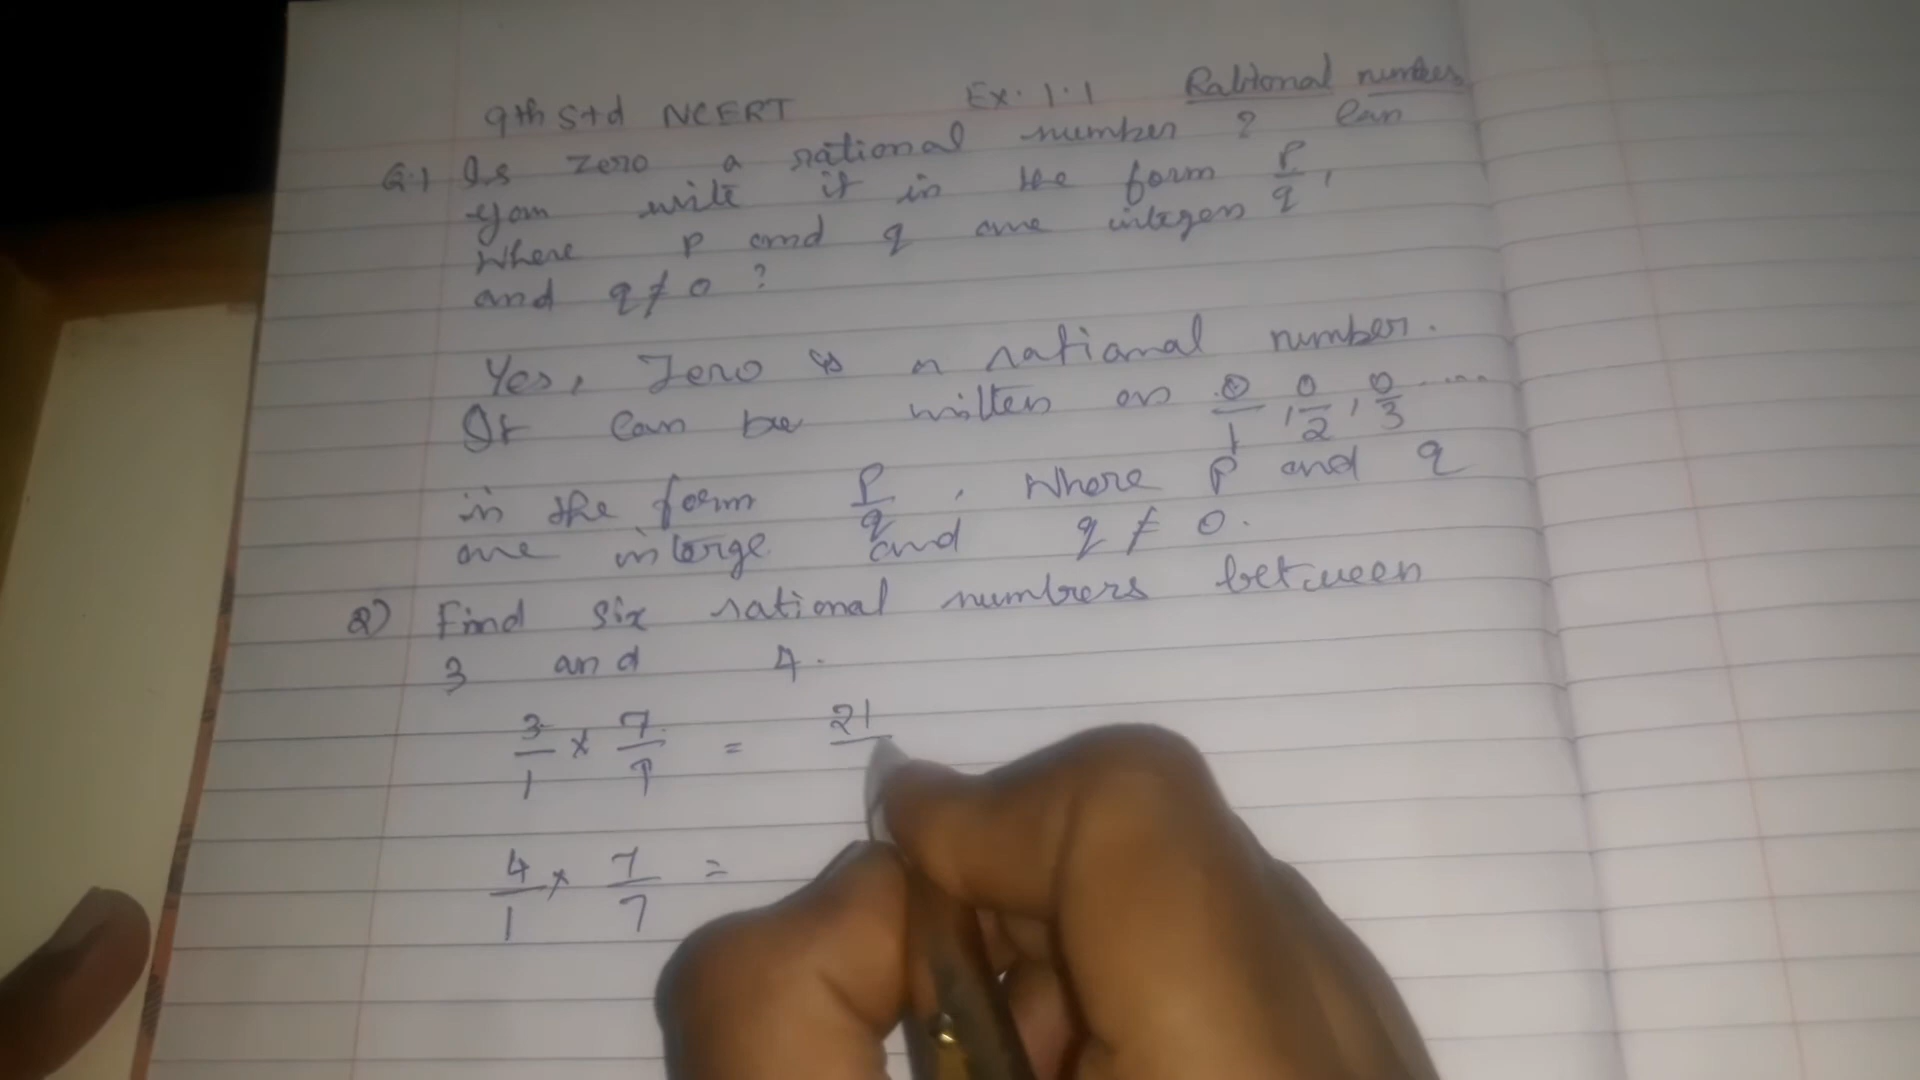 9th Std NCERT Ex. 1.1 Rational numbers
Q.1 Is zero a rational number ? Can
you write it in the form P/q,
Where p and q are integers
and q ≠ 0 ?
Yes, Zero is a rational number.
It can be written as 0/1, 0/2, 0/3 ....
in the form P/q, Where p and q
are interge and q ≠ 0.
2) Find six rational numbers between
3 and 4.
3/1 × 7/7 = 21
4/1 × 7/7 =